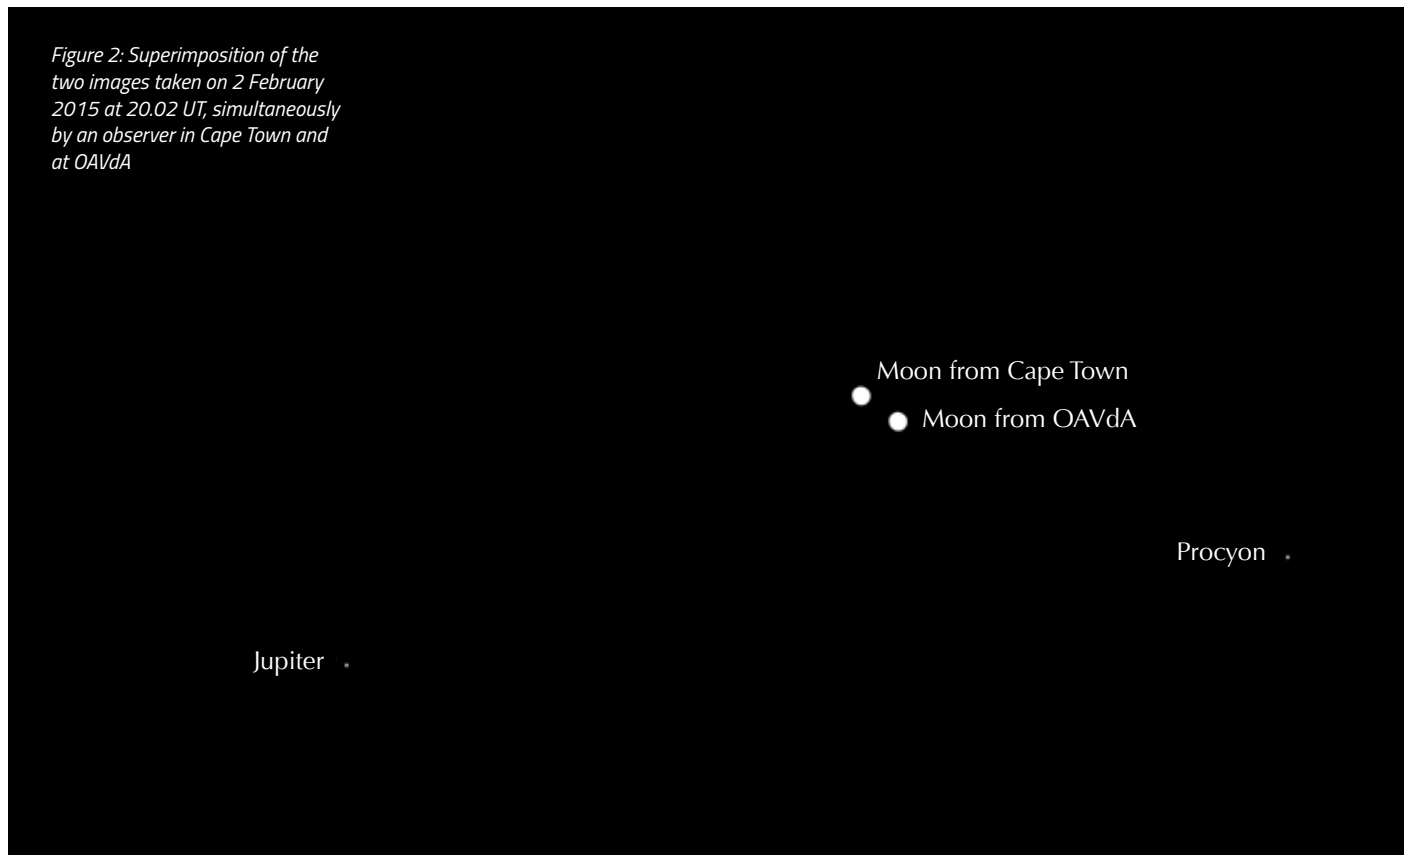 Figure 2: Superimposition of the
two images taken on 2 February
2015 at 20.02 UT, simultaneously
by an observer in Cape Town and
at OAVdA
Moon from Cape Town
Moon from OAVdA
Procyon
Jupiter